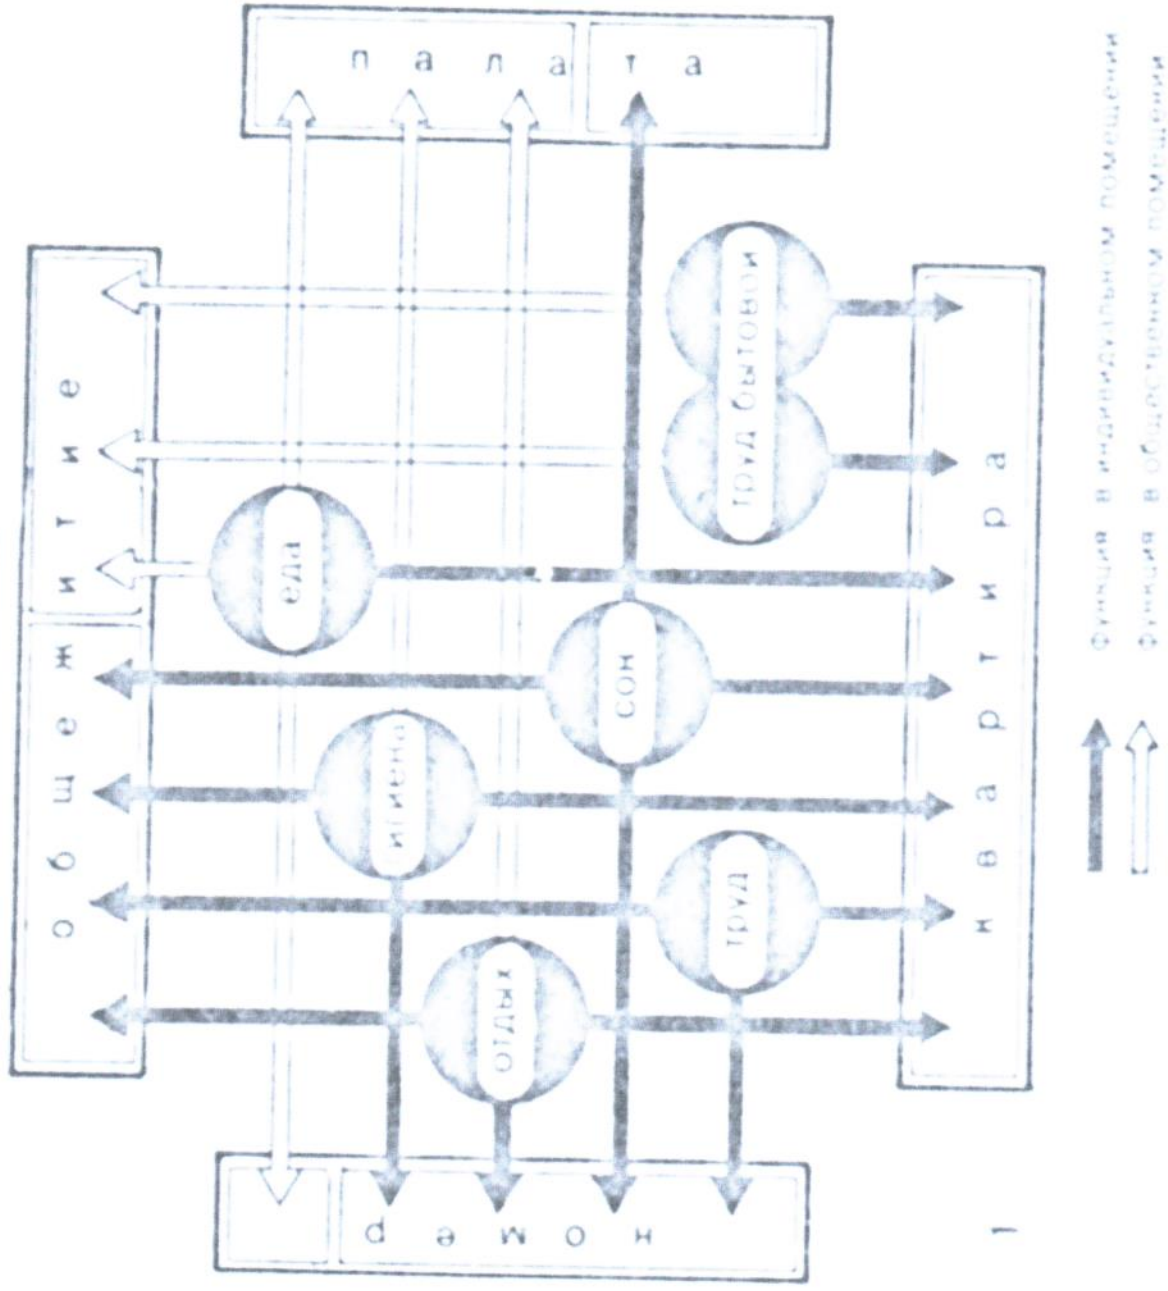 палата
общежитие
труд бытовой
еда
сон
гигиена
труд
отдых
квартира
номер
функция в индивидуальном помещении
функция в общественном помещении
1